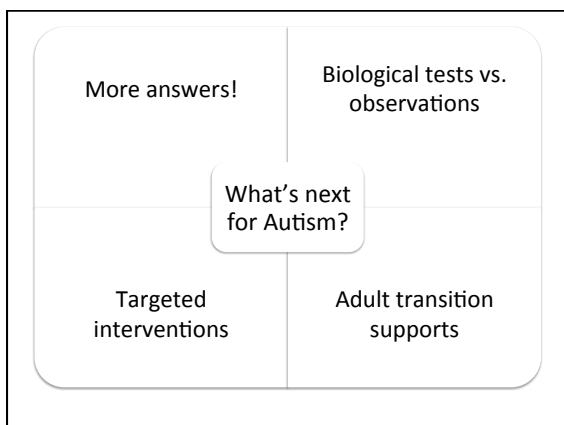 More answers!
Biological tests vs.
observations
What's next
for Autism?
Targeted
interventions
Adult transition
supports